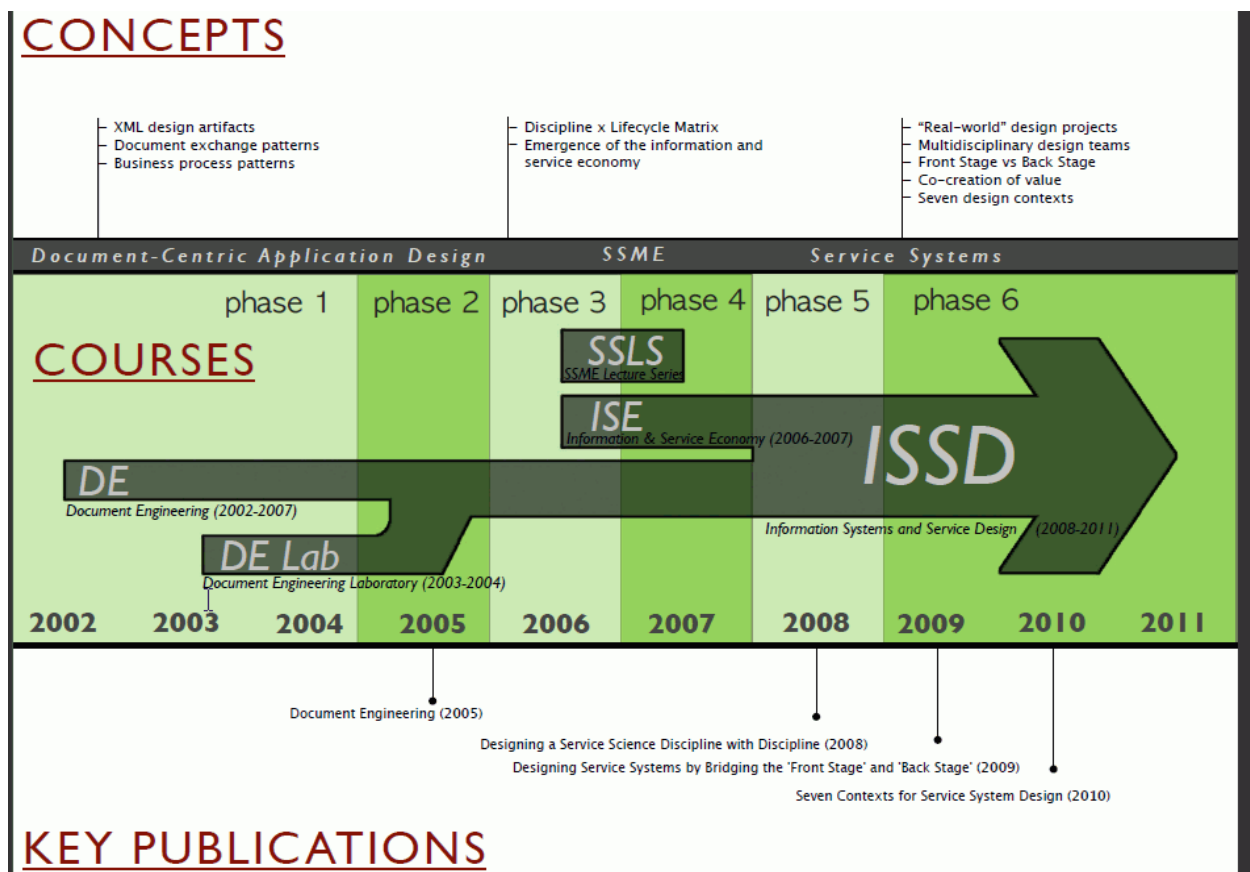 CONCEPTS
XML design artifacts
Document exchange patterns
Business process patterns
Discipline x Lifecycle Matrix
Emergence of the information and
service economy
“Real-world” design projects
Multidisciplinary design teams
Front Stage vs Back Stage
Co-creation of value
Seven design contexts
Document-Centric Application Design SSME Service Systems
phase 1 phase 2 phase 3 phase 4 phase 5 phase 6
COURSES
SSLS
SSME Lecture Series
ISE
Information & Service Economy (2006-2007)
ISSD
DE
Document Engineering (2002-2007)
Information Systems and Service Design (2008-2011)
DE Lab
Document Engineering Laboratory (2003-2004)
2002 2003 2004 2005 2006 2007 2008 2009 2010 2011
Document Engineering (2005)
Designing a Service Science Discipline with Discipline (2008)
Designing Service Systems by Bridging the 'Front Stage' and 'Back Stage' (2009)
Seven Contexts for Service System Design (2010)
KEY PUBLICATIONS